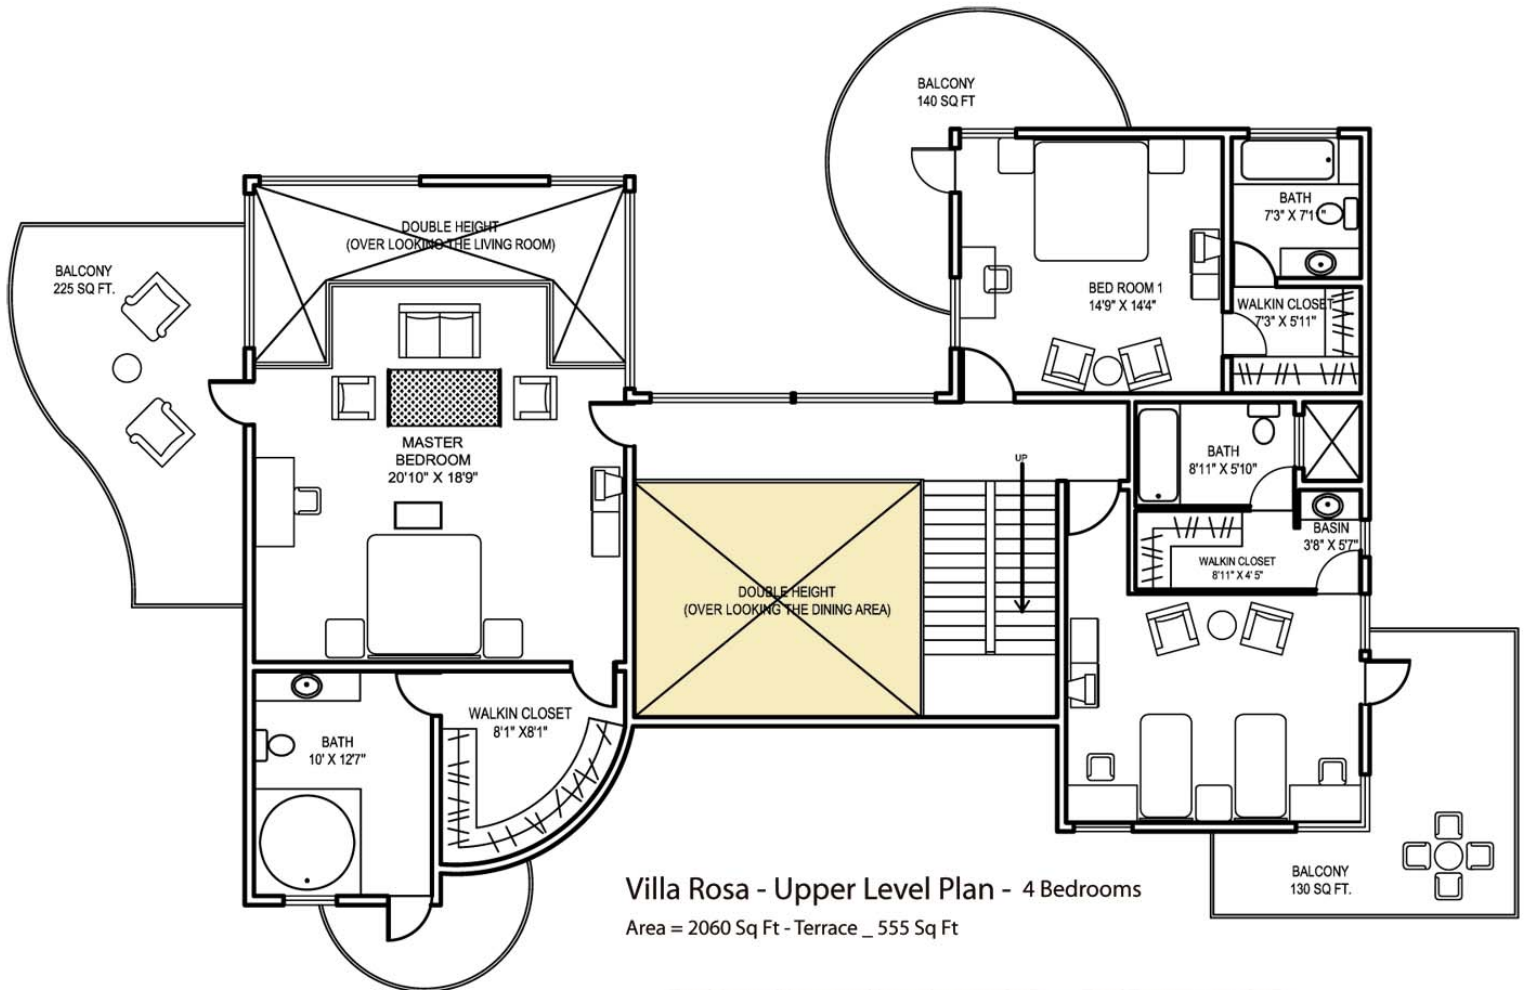 BALCONY
140 SQ FT
BATH
7'3" X 7'1"
DOUBLE HEIGHT
(OVER LOOKING THE LIVING ROOM)
BALCONY
225 SQ FT.
BED ROOM 1
14'9" X 14'4"
WALKIN CLOSET
7'3" X 5'11"
MASTER
BEDROOM
20'10" X 18'9"
BATH
8'11" X 5'10"
UP
BASIN
3'8" X 5'7"
WALKIN CLOSET
8'11" X 4'5"
DOUBLE HEIGHT
(OVER LOOKING THE DINING AREA)
WALKIN CLOSET
8'1" X8'1"
BATH
10' X 12'7"
BALCONY
130 SQ FT.
Villa Rosa - Upper Level Plan - 4 Bedrooms
Area = 2060 Sq Ft - Terrace _ 555 Sq Ft